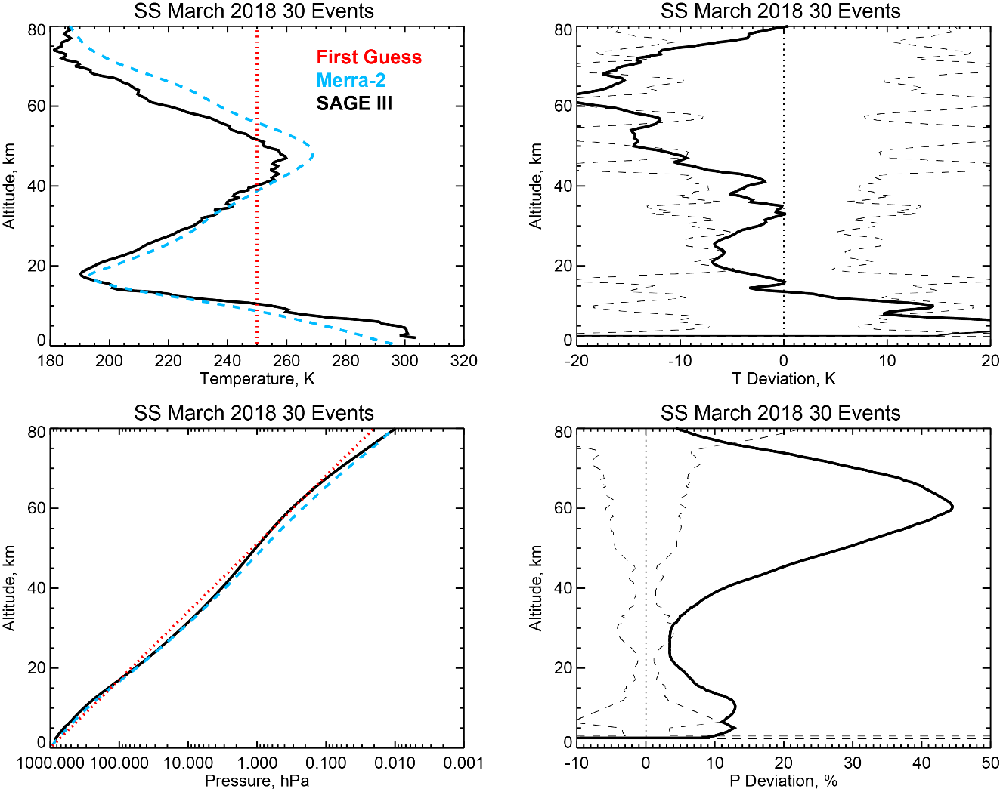 SS March 2018 30 Events
80
60
40
20
0
Altitude, km
First Guess
Merra-2
SAGE III
180 200 220 240 260 280 300 320
Temperature, K
SS March 2018 30 Events
80
60
40
20
0
Altitude, km
-20 -10 0 10 20
T Deviation, K
SS March 2018 30 Events
80
60
40
20
0
Altitude, km
1000.000 100.000 10.000 1.000 0.100 0.010 0.001
Pressure, hPa
SS March 2018 30 Events
80
60
40
20
0
Altitude, km
-10 0 10 20 30 40 50
P Deviation, %